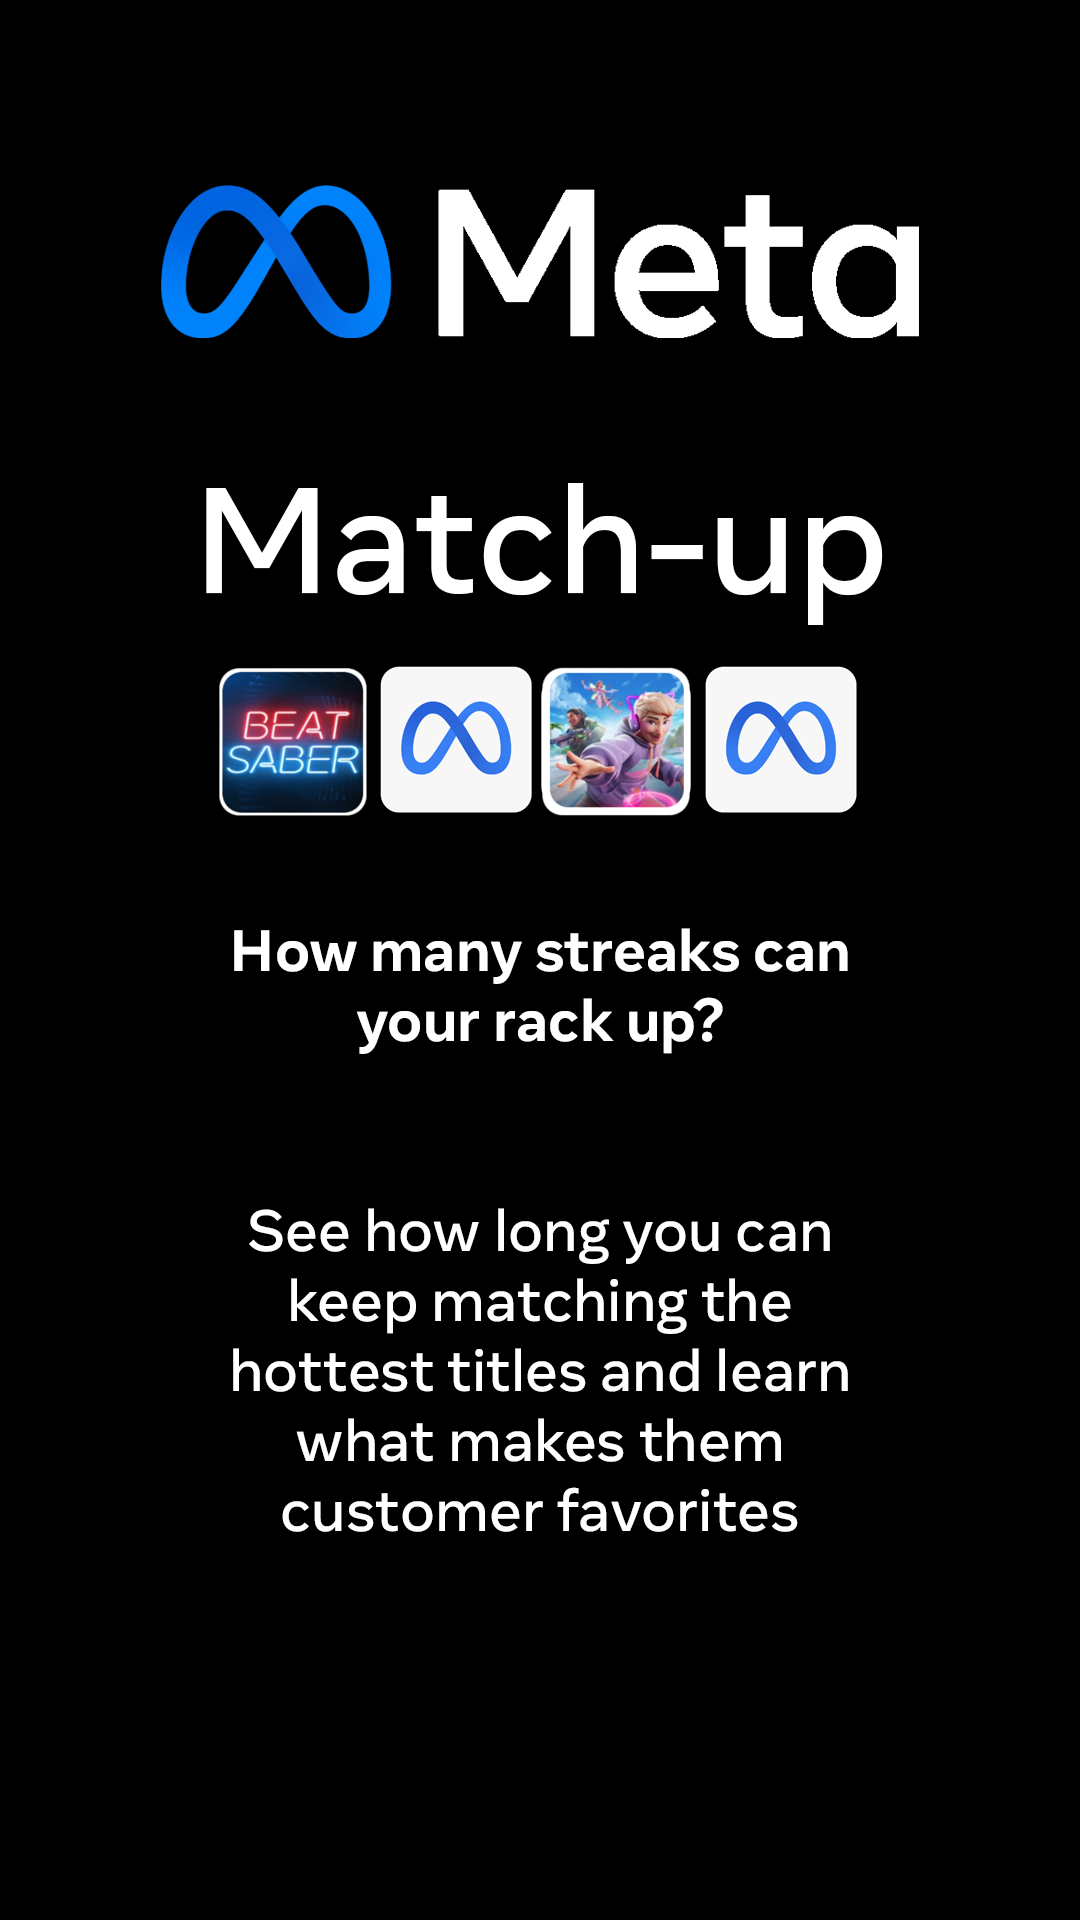 Meta
Match-up
BEAT
SABER
How many streaks can
your rack up?
See how long you can
keep matching the
hottest titles and learn
what makes them
customer favorites